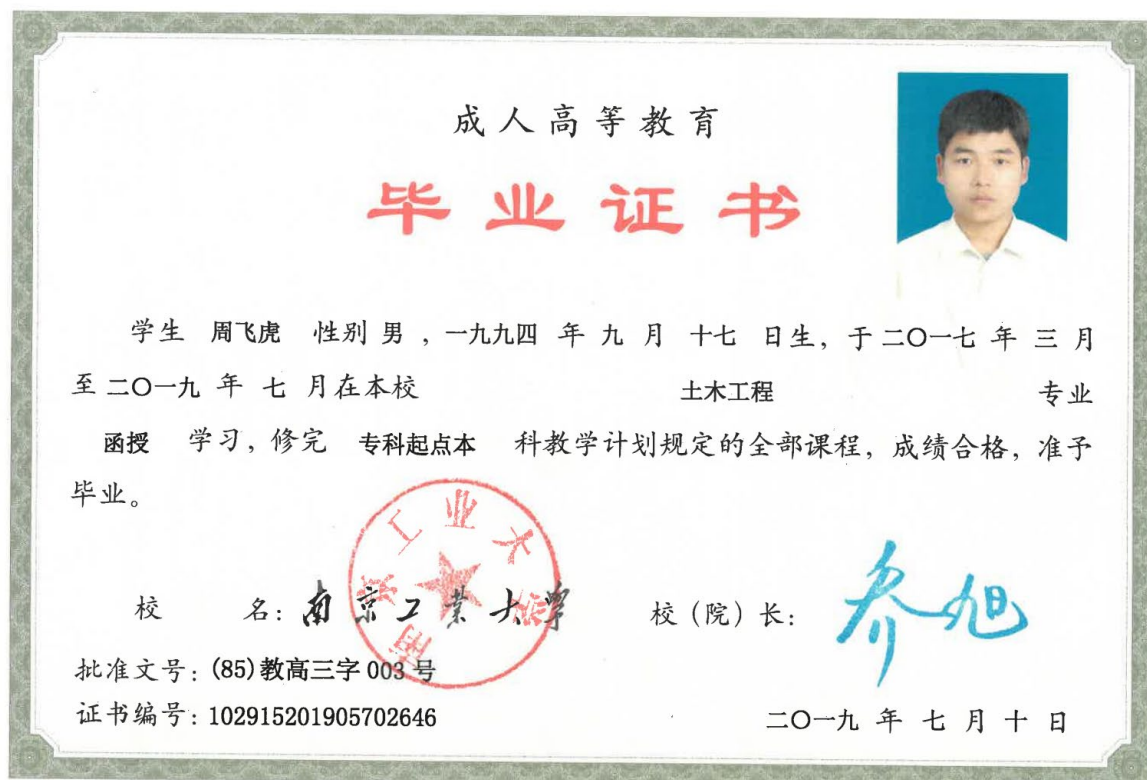 成人高等教育
毕业证书
学生 周飞虎 性别 男 ，一九九四 年 九 月 十七 日生，于 二〇一七 年 三 月
至 二〇一九 年 七 月在本校 土木工程 专业
函授 学习，修完 专科起点本 科教学计划规定的全部课程，成绩合格，准予
毕业。
南京工业大学
校 名：南京工业大学 校（院）长：乔旭
批准文号：(85)教高三字 003 号
证书编号：102915201905702646 二〇一九 年 七 月 十 日